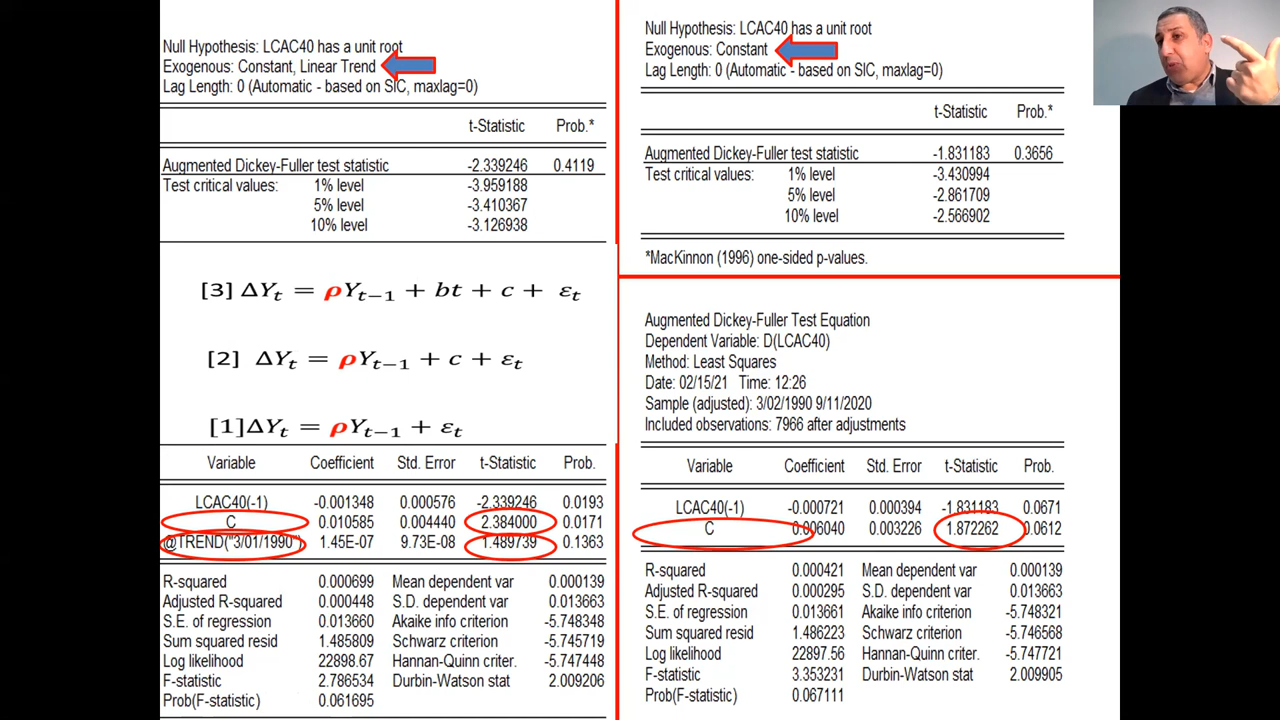 Null Hypothesis: LCAC40 has a unit root
Exogenous: Constant, Linear Trend
Lag Length: 0 (Automatic - based on SIC, maxlag=0)
t-Statistic Prob.*
Augmented Dickey-Fuller test statistic -2.339246 0.4119
Test critical values: 1% level -3.959188
5% level -3.410367
10% level -3.126938
[3] ΔYt = ρYt−1 + bt + c + εt
[2] ΔYt = ρYt−1 + c + εt
[1]ΔYt = ρYt−1 + εt
Variable Coefficient Std. Error t-Statistic Prob.
LCAC40(-1) -0.001348 0.000576 -2.339246 0.0193
C 0.010585 0.004440 2.384000 0.0171
@TREND("3/01/1990") 1.45E-07 9.73E-08 1.489739 0.1363
R-squared 0.000699 Mean dependent var 0.000139
Adjusted R-squared 0.000448 S.D. dependent var 0.013663
S.E. of regression 0.013660 Akaike info criterion -5.748348
Sum squared resid 1.485809 Schwarz criterion -5.745719
Log likelihood 22898.67 Hannan-Quinn criter. -5.747448
F-statistic 2.786534 Durbin-Watson stat 2.009206
Prob(F-statistic) 0.061695
Null Hypothesis: LCAC40 has a unit root
Exogenous: Constant
Lag Length: 0 (Automatic - based on SIC, maxlag=0)
t-Statistic Prob.*
Augmented Dickey-Fuller test statistic -1.831183 0.3656
Test critical values: 1% level -3.430994
5% level -2.861709
10% level -2.566902
*MacKinnon (1996) one-sided p-values.
Augmented Dickey-Fuller Test Equation
Dependent Variable: D(LCAC40)
Method: Least Squares
Date: 02/15/21 Time: 12:26
Sample (adjusted): 3/02/1990 9/11/2020
Included observations: 7966 after adjustments
Variable Coefficient Std. Error t-Statistic Prob.
LCAC40(-1) -0.000721 0.000394 -1.831183 0.0671
C 0.006040 0.003226 1.872262 0.0612
R-squared 0.000421 Mean dependent var 0.000139
Adjusted R-squared 0.000295 S.D. dependent var 0.013663
S.E. of regression 0.013661 Akaike info criterion -5.748321
Sum squared resid 1.486223 Schwarz criterion -5.746568
Log likelihood 22897.56 Hannan-Quinn criter. -5.747721
F-statistic 3.353231 Durbin-Watson stat 2.009905
Prob(F-statistic) 0.067111